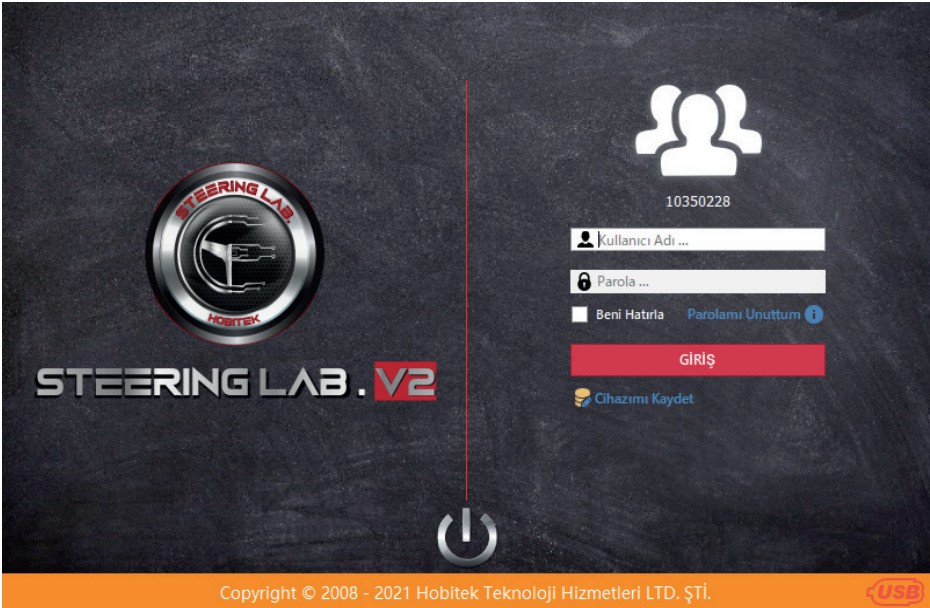 STEERING LAB.
HOBITEK
STEERING LAB . V2
10350228
Kullanıcı Adı ...
Parola ...
Beni Hatırla Parolamı Unuttum i
GİRİŞ
Cihazımı Kaydet
Copyright © 2008 - 2021 Hobitek Teknoloji Hizmetleri LTD. ŞTİ.
USB